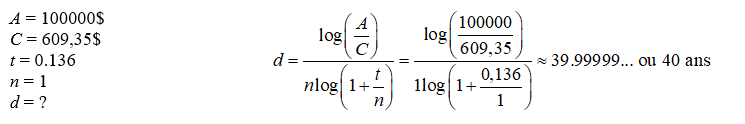 A = 100000$
C = 609,35$
t = 0.136
n = 1
d = ?
d = log(A/C) / nlog(1+t/n) = log(100000/609,35) / 1log(1+0,136/1) ≈ 39.99999... ou 40 ans